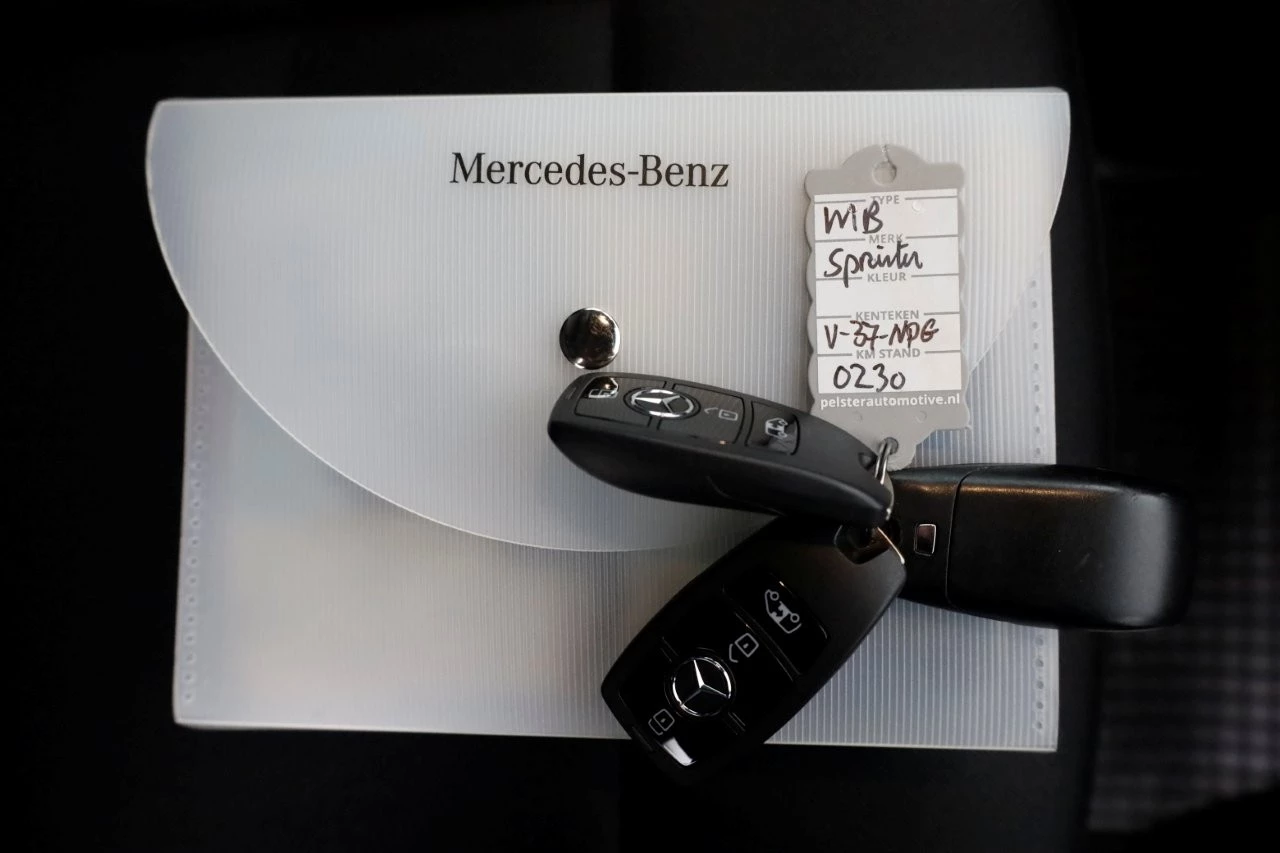 Mercedes-Benz
TYPE
MB
MERK
Sprinter
KLEUR
KENTEKEN
V-37-NPG
KM STAND
0230
pelsterautomotive.nl